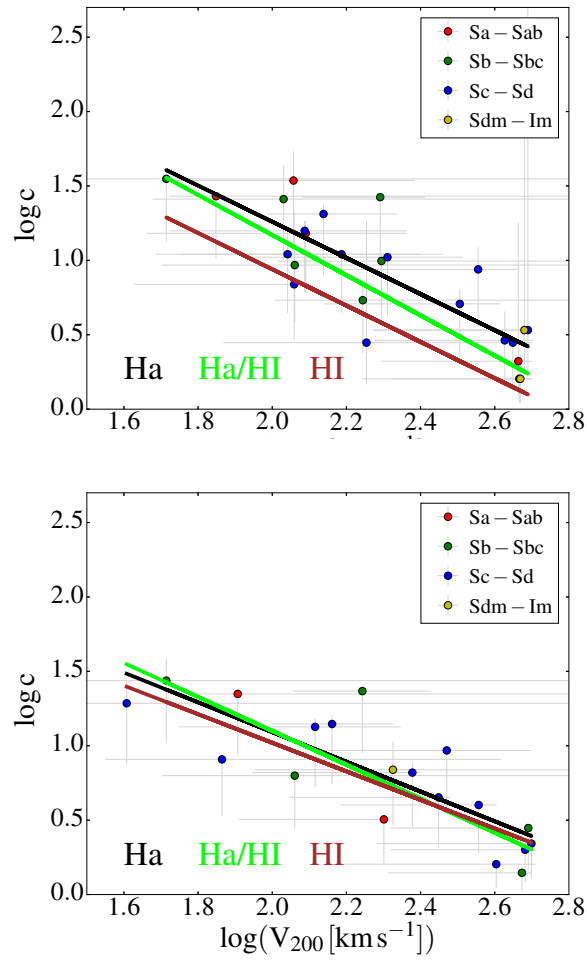 2.5
2.0
1.5
1.0
0.5
0.0
log c
Sa – Sab
Sb – Sbc
Sc – Sd
Sdm – Im
Ha Ha/HI HI
1.6 1.8 2.0 2.2 2.4 2.6 2.8
2.5
2.0
1.5
1.0
0.5
0.0
log c
Sa – Sab
Sb – Sbc
Sc – Sd
Sdm – Im
Ha Ha/HI HI
1.6 1.8 2.0 2.2 2.4 2.6 2.8
log(V₂₀₀ [km s⁻¹])